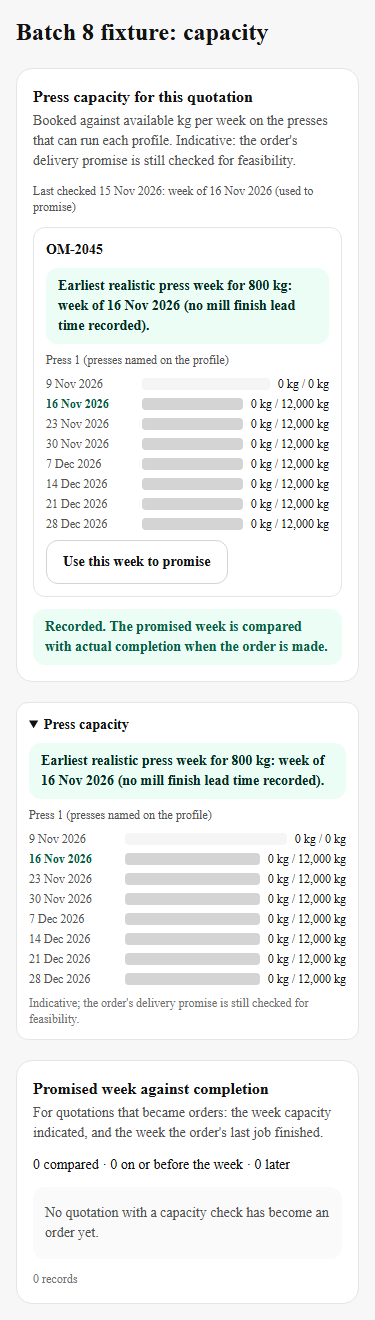 Batch 8 fixture: capacity
Press capacity for this quotation
Booked against available kg per week on the presses
that can run each profile. Indicative: the order's
delivery promise is still checked for feasibility.
Last checked 15 Nov 2026: week of 16 Nov 2026 (used to
promise)
OM-2045
Earliest realistic press week for 800 kg:
week of 16 Nov 2026 (no mill finish lead
time recorded).
Press 1 (presses named on the profile)
9 Nov 2026 0 kg / 0 kg
16 Nov 2026 0 kg / 12,000 kg
23 Nov 2026 0 kg / 12,000 kg
30 Nov 2026 0 kg / 12,000 kg
7 Dec 2026 0 kg / 12,000 kg
14 Dec 2026 0 kg / 12,000 kg
21 Dec 2026 0 kg / 12,000 kg
28 Dec 2026 0 kg / 12,000 kg
Use this week to promise
Recorded. The promised week is compared
with actual completion when the order is made.
▼ Press capacity
Earliest realistic press week for 800 kg: week of
16 Nov 2026 (no mill finish lead time recorded).
Press 1 (presses named on the profile)
9 Nov 2026 0 kg / 0 kg
16 Nov 2026 0 kg / 12,000 kg
23 Nov 2026 0 kg / 12,000 kg
30 Nov 2026 0 kg / 12,000 kg
7 Dec 2026 0 kg / 12,000 kg
14 Dec 2026 0 kg / 12,000 kg
21 Dec 2026 0 kg / 12,000 kg
28 Dec 2026 0 kg / 12,000 kg
Indicative; the order's delivery promise is still checked for
feasibility.
Promised week against completion
For quotations that became orders: the week capacity
indicated, and the week the order's last job finished.
0 compared · 0 on or before the week · 0 later
No quotation with a capacity check has become an
order yet.
0 records